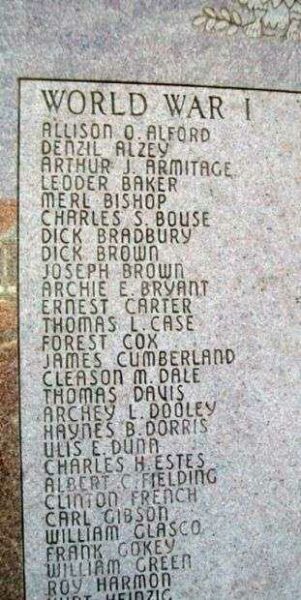 WORLD WAR I
ALLISON O. ALFORD
DENZIL ALZEY
ARTHUR J. ARMITAGE
LEODER BAKER
MERL BISHOP
CHARLES S. BOUSE
DICK BRADBURY
DICK BROWN
JOSEPH BROWN
ARCHIE E. BRYANT
ERNEST CARTER
THOMAS L. CASE
FOREST COX
JAMES CUMBERLAND
CLEASON M. DALE
THOMAS DAVIS
ARCHEY L. DOOLEY
HAYNES B. DORRIS
ULIS E. DUNN
CHARLES H. ESTES
ALBERT C. FIELDING
CLINTON FRENCH
CARL GIBSON
WILLIAM GLASCO
FRANK GOKEY
WILLIAM GREEN
ROY HARMON
KURT HEINZIG